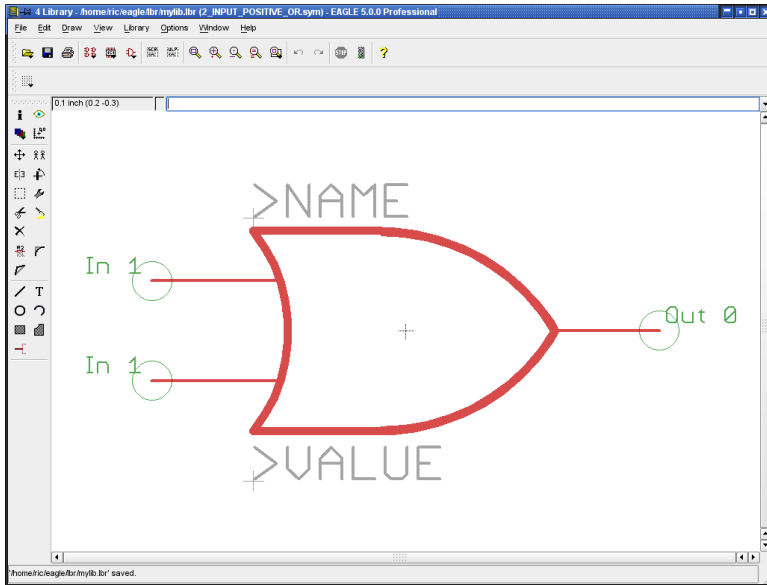 4 Library - /home/ric/eagle/lbr/mylib.lbr (2_INPUT_POSITIVE_OR.sym) - EAGLE 5.0.0 Professional
File Edit Draw View Library Options Window Help
0.1 inch (0.2 -0.3)
>NAME
In 1
Out 0
In 1
>VALUE
'/home/ric/eagle/lbr/mylib.lbr' saved.